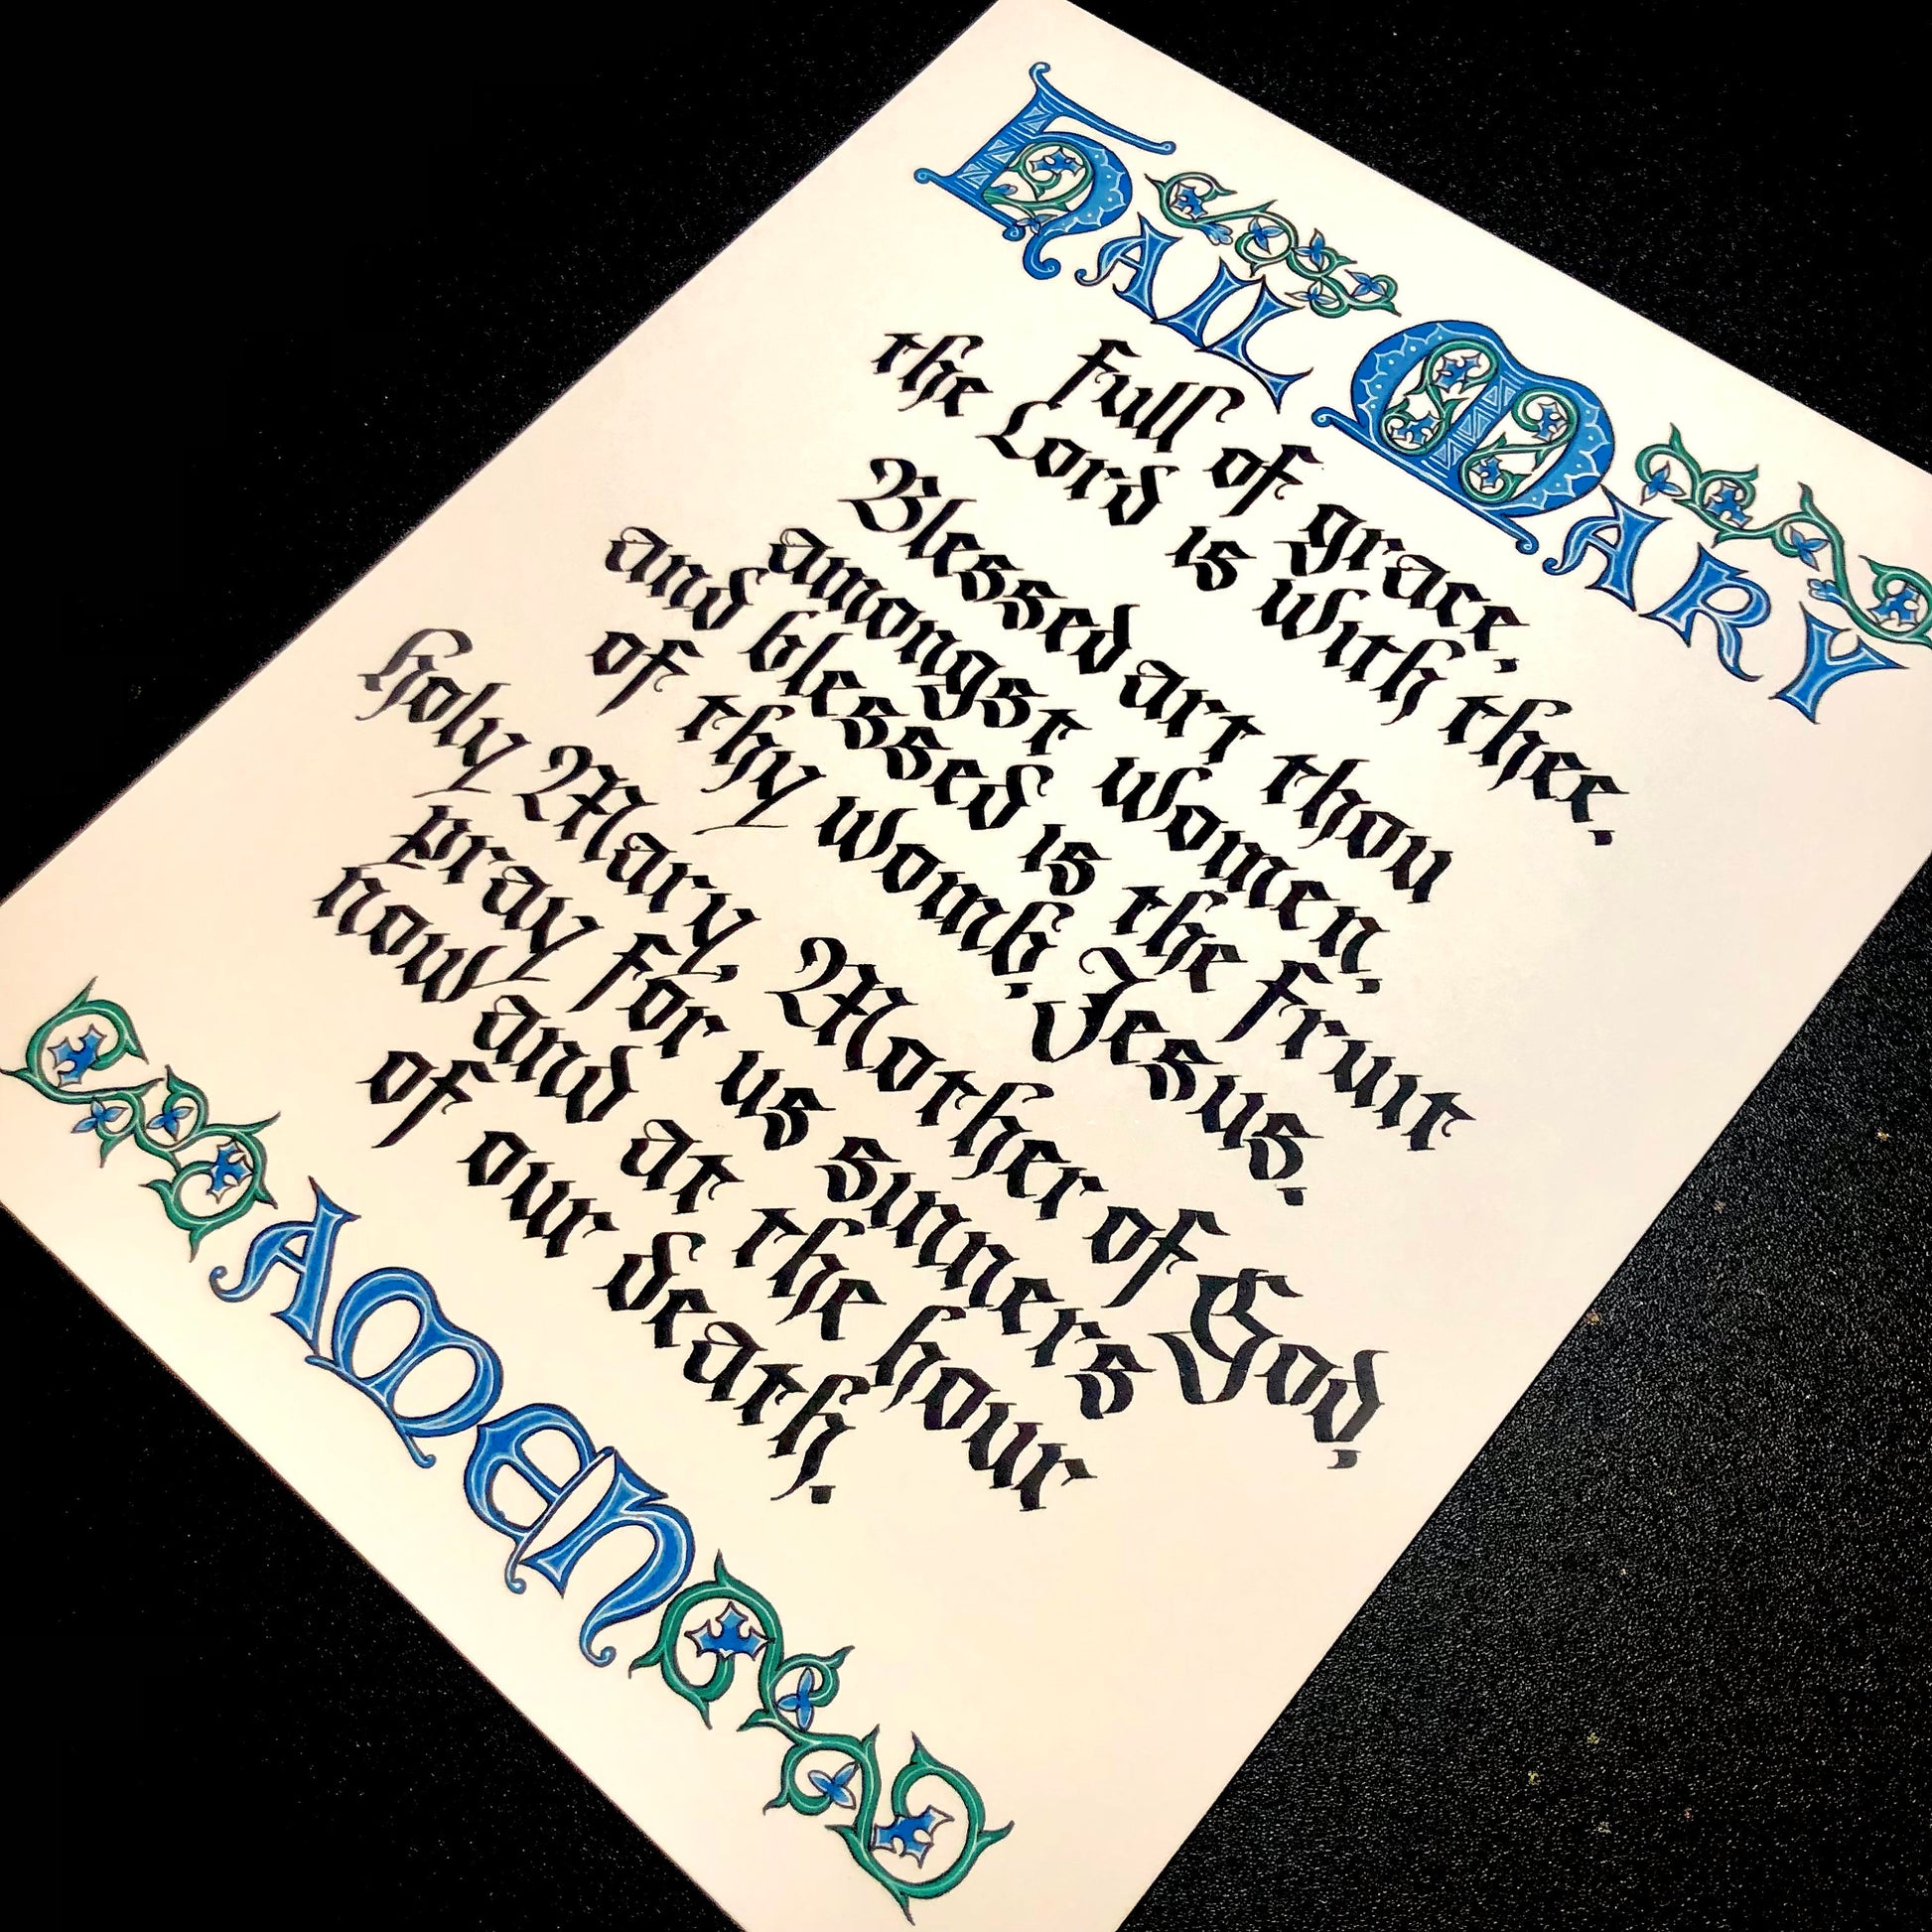 Hail Mary
full of grace,
the Lord is with thee.
Blessed art thou
amongst women,
and blessed is the fruit
of thy womb, Jesus.
Holy Mary, Mother of God,
pray for us sinners
now and at the hour
of our death.
Amen